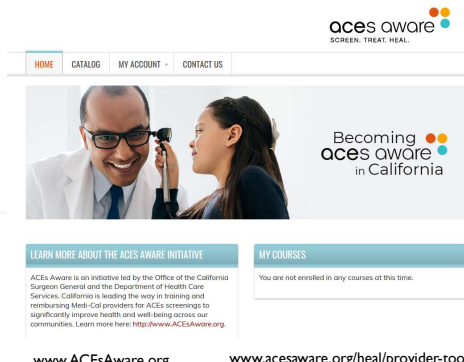 aces aware
SCREEN. TREAT. HEAL.
HOME CATALOG MY ACCOUNT CONTACT US
Becoming
aces aware
in California
LEARN MORE ABOUT THE ACES AWARE INITIATIVE
ACEs Aware is an initiative led by the Office of the California
Surgeon General and the Department of Health Care
Services. California is leading the way in training and
reimbursing Medi-Cal providers for ACEs screenings to
significantly improve health and well-being across our
communities. Learn more here: http://www.ACEsAware.org.
MY COURSES
You are not enrolled in any courses at this time.
www.ACEsAware.org
www.acesaware.org/heal/provider-too